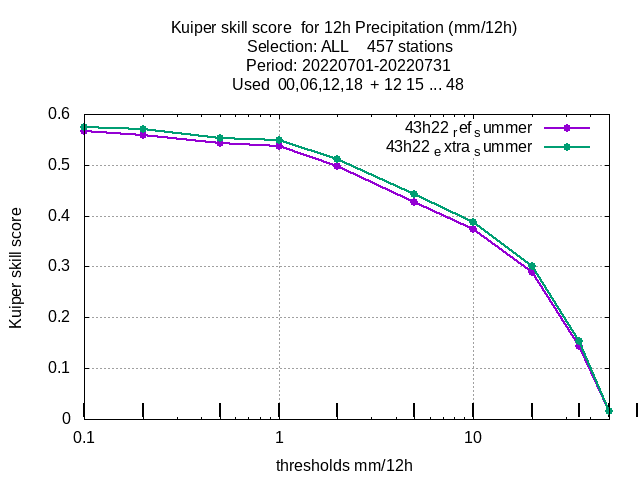 Kuiper skill score  for 12h Precipitation (mm/12h)
Selection: ALL    457 stations
Period: 20220701-20220731
Used  00,06,12,18  + 12 15 ... 48
43h22 ref summer
43h22 extra summer
Kuiper skill score
0.6
0.5
0.4
0.3
0.2
0.1
0
0.1 1 10
thresholds mm/12h